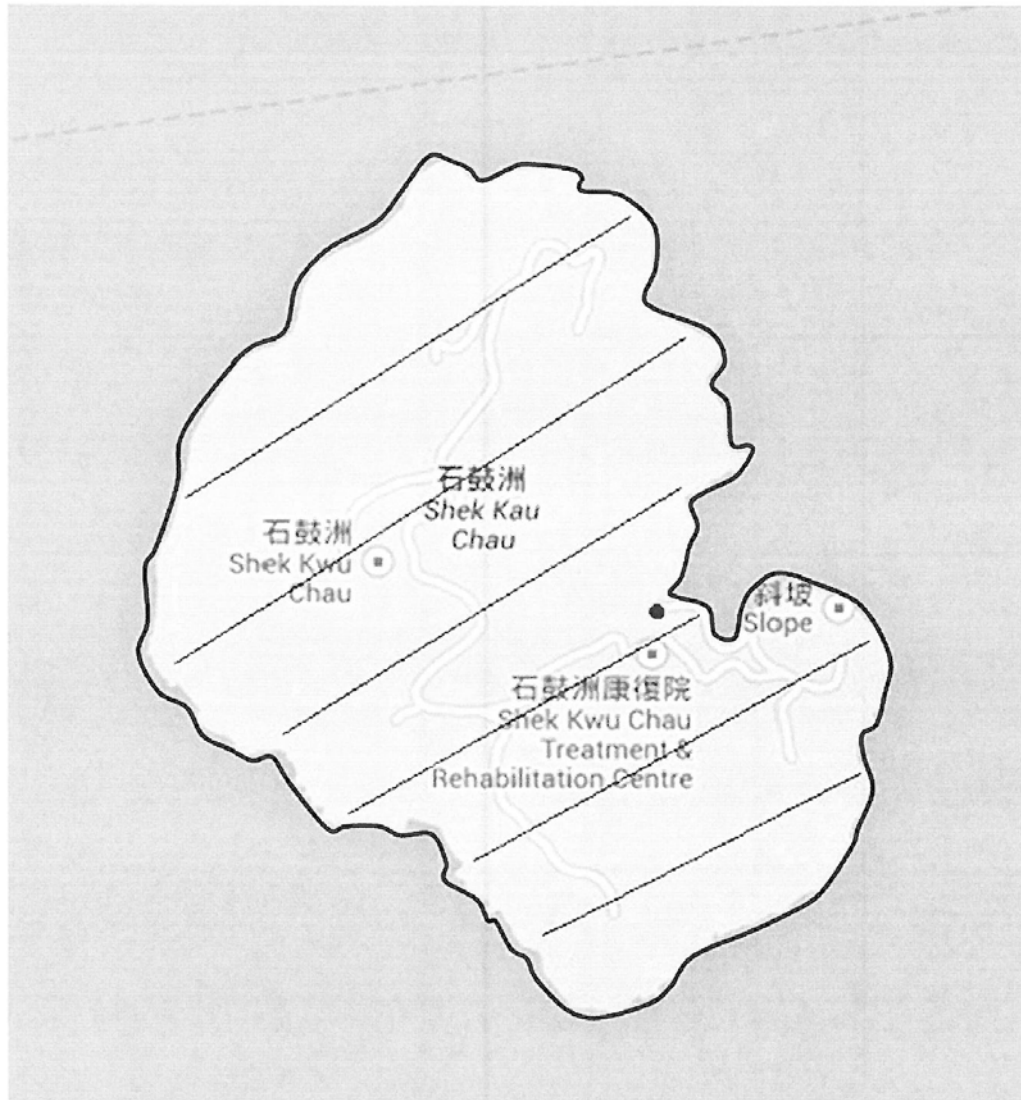 石鼓洲
Shek Kau
Chau
石鼓洲
Shek Kwu
Chau
斜坡
Slope
石鼓洲康復院
Shek Kwu Chau
Treatment &
Rehabilitation Centre